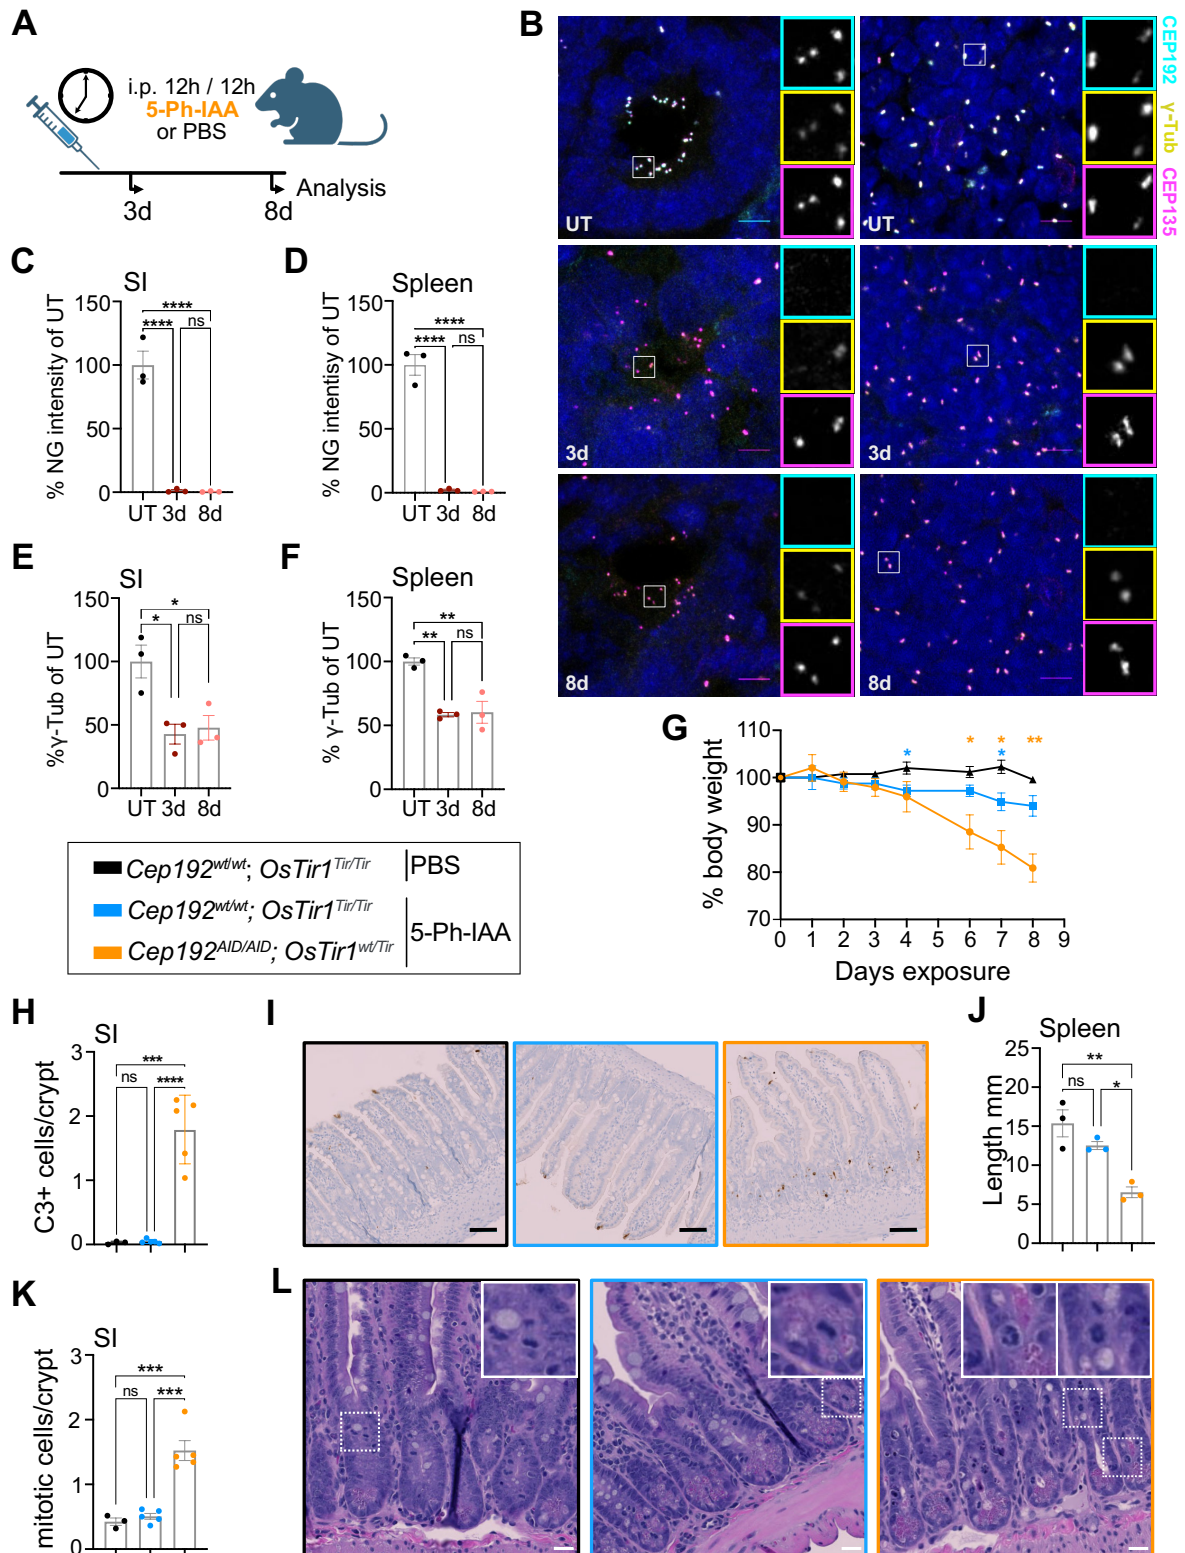 A
i.p. 12h / 12h
5-Ph-IAA
or PBS
Analysis
3d
8d
B
UT
UT
3d
3d
8d
8d
CEP192
γ-Tub
CEP135
C
SI
% NG intensity of UT
150
100
50
0
****
****
ns
UT 3d 8d
D
Spleen
% NG intentisy of UT
150
100
50
0
****
****
ns
UT 3d 8d
E
SI
%γ-Tub of UT
150
100
50
0
*
*
ns
UT 3d 8d
F
Spleen
% γ-Tub of UT
150
100
50
0
**
**
ns
UT 3d 8d
G
% body weight
110
100
90
80
70
*
*
*
*
**
0 1 2 3 4 5 6 7 8 9
Days exposure
Cep192wt/wt; OsTir1Tir/Tir
PBS
Cep192wt/wt; OsTir1Tir/Tir
Cep192AID/AID; OsTir1wt/Tir
5-Ph-IAA
H
SI
C3+ cells/crypt
3
2
1
0
***
ns
****
I
J
Spleen
Length mm
25
20
15
10
5
0
**
ns
*
K
SI
mitotic cells/crypt
3
2
1
0
***
ns
***
L